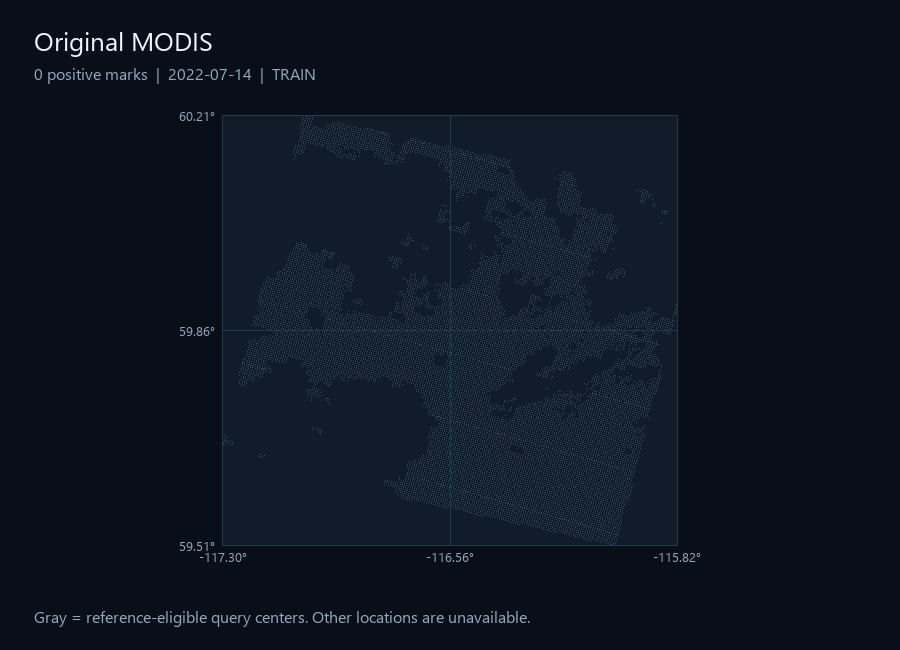 Original MODIS
0 positive marks | 2022-07-14 | TRAIN
60.21°
59.86°
59.51°
-117.30° -116.56° -115.82°
Gray = reference-eligible query centers. Other locations are unavailable.